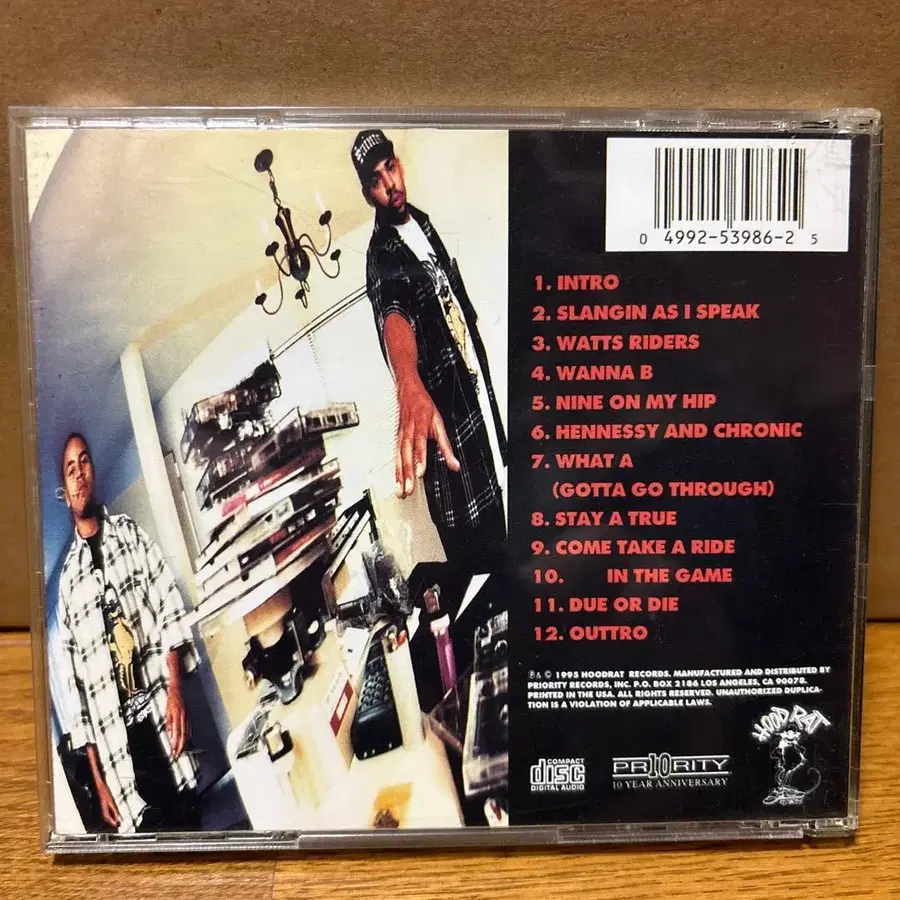 Saints
0 4992-53986-2 5
1. INTRO
2. SLANGIN AS I SPEAK
3. WATTS RIDERS
4. WANNA B
5. NINE ON MY HIP
6. HENNESSY AND CHRONIC
7. WHAT A
(GOTTA GO THROUGH)
8. STAY A TRUE
9. COME TAKE A RIDE
10. IN THE GAME
11. DUE OR DIE
12. OUTTRO
℗& © 1995 HOODRAT RECORDS. MANUFACTURED AND DISTRIBUTED BY
PRIORITY RECORDS, INC. P.O. BOX 2186 LOS ANGELES, CA 90078.
PRINTED IN THE USA. ALL RIGHTS RESERVED. UNAUTHORIZED DUPLICA-
TION IS A VIOLATION OF APPLICABLE LAWS.
COMPACT
disc
DIGITAL AUDIO
PR10RITY
10 YEAR ANNIVERSARY
HOOD RAT